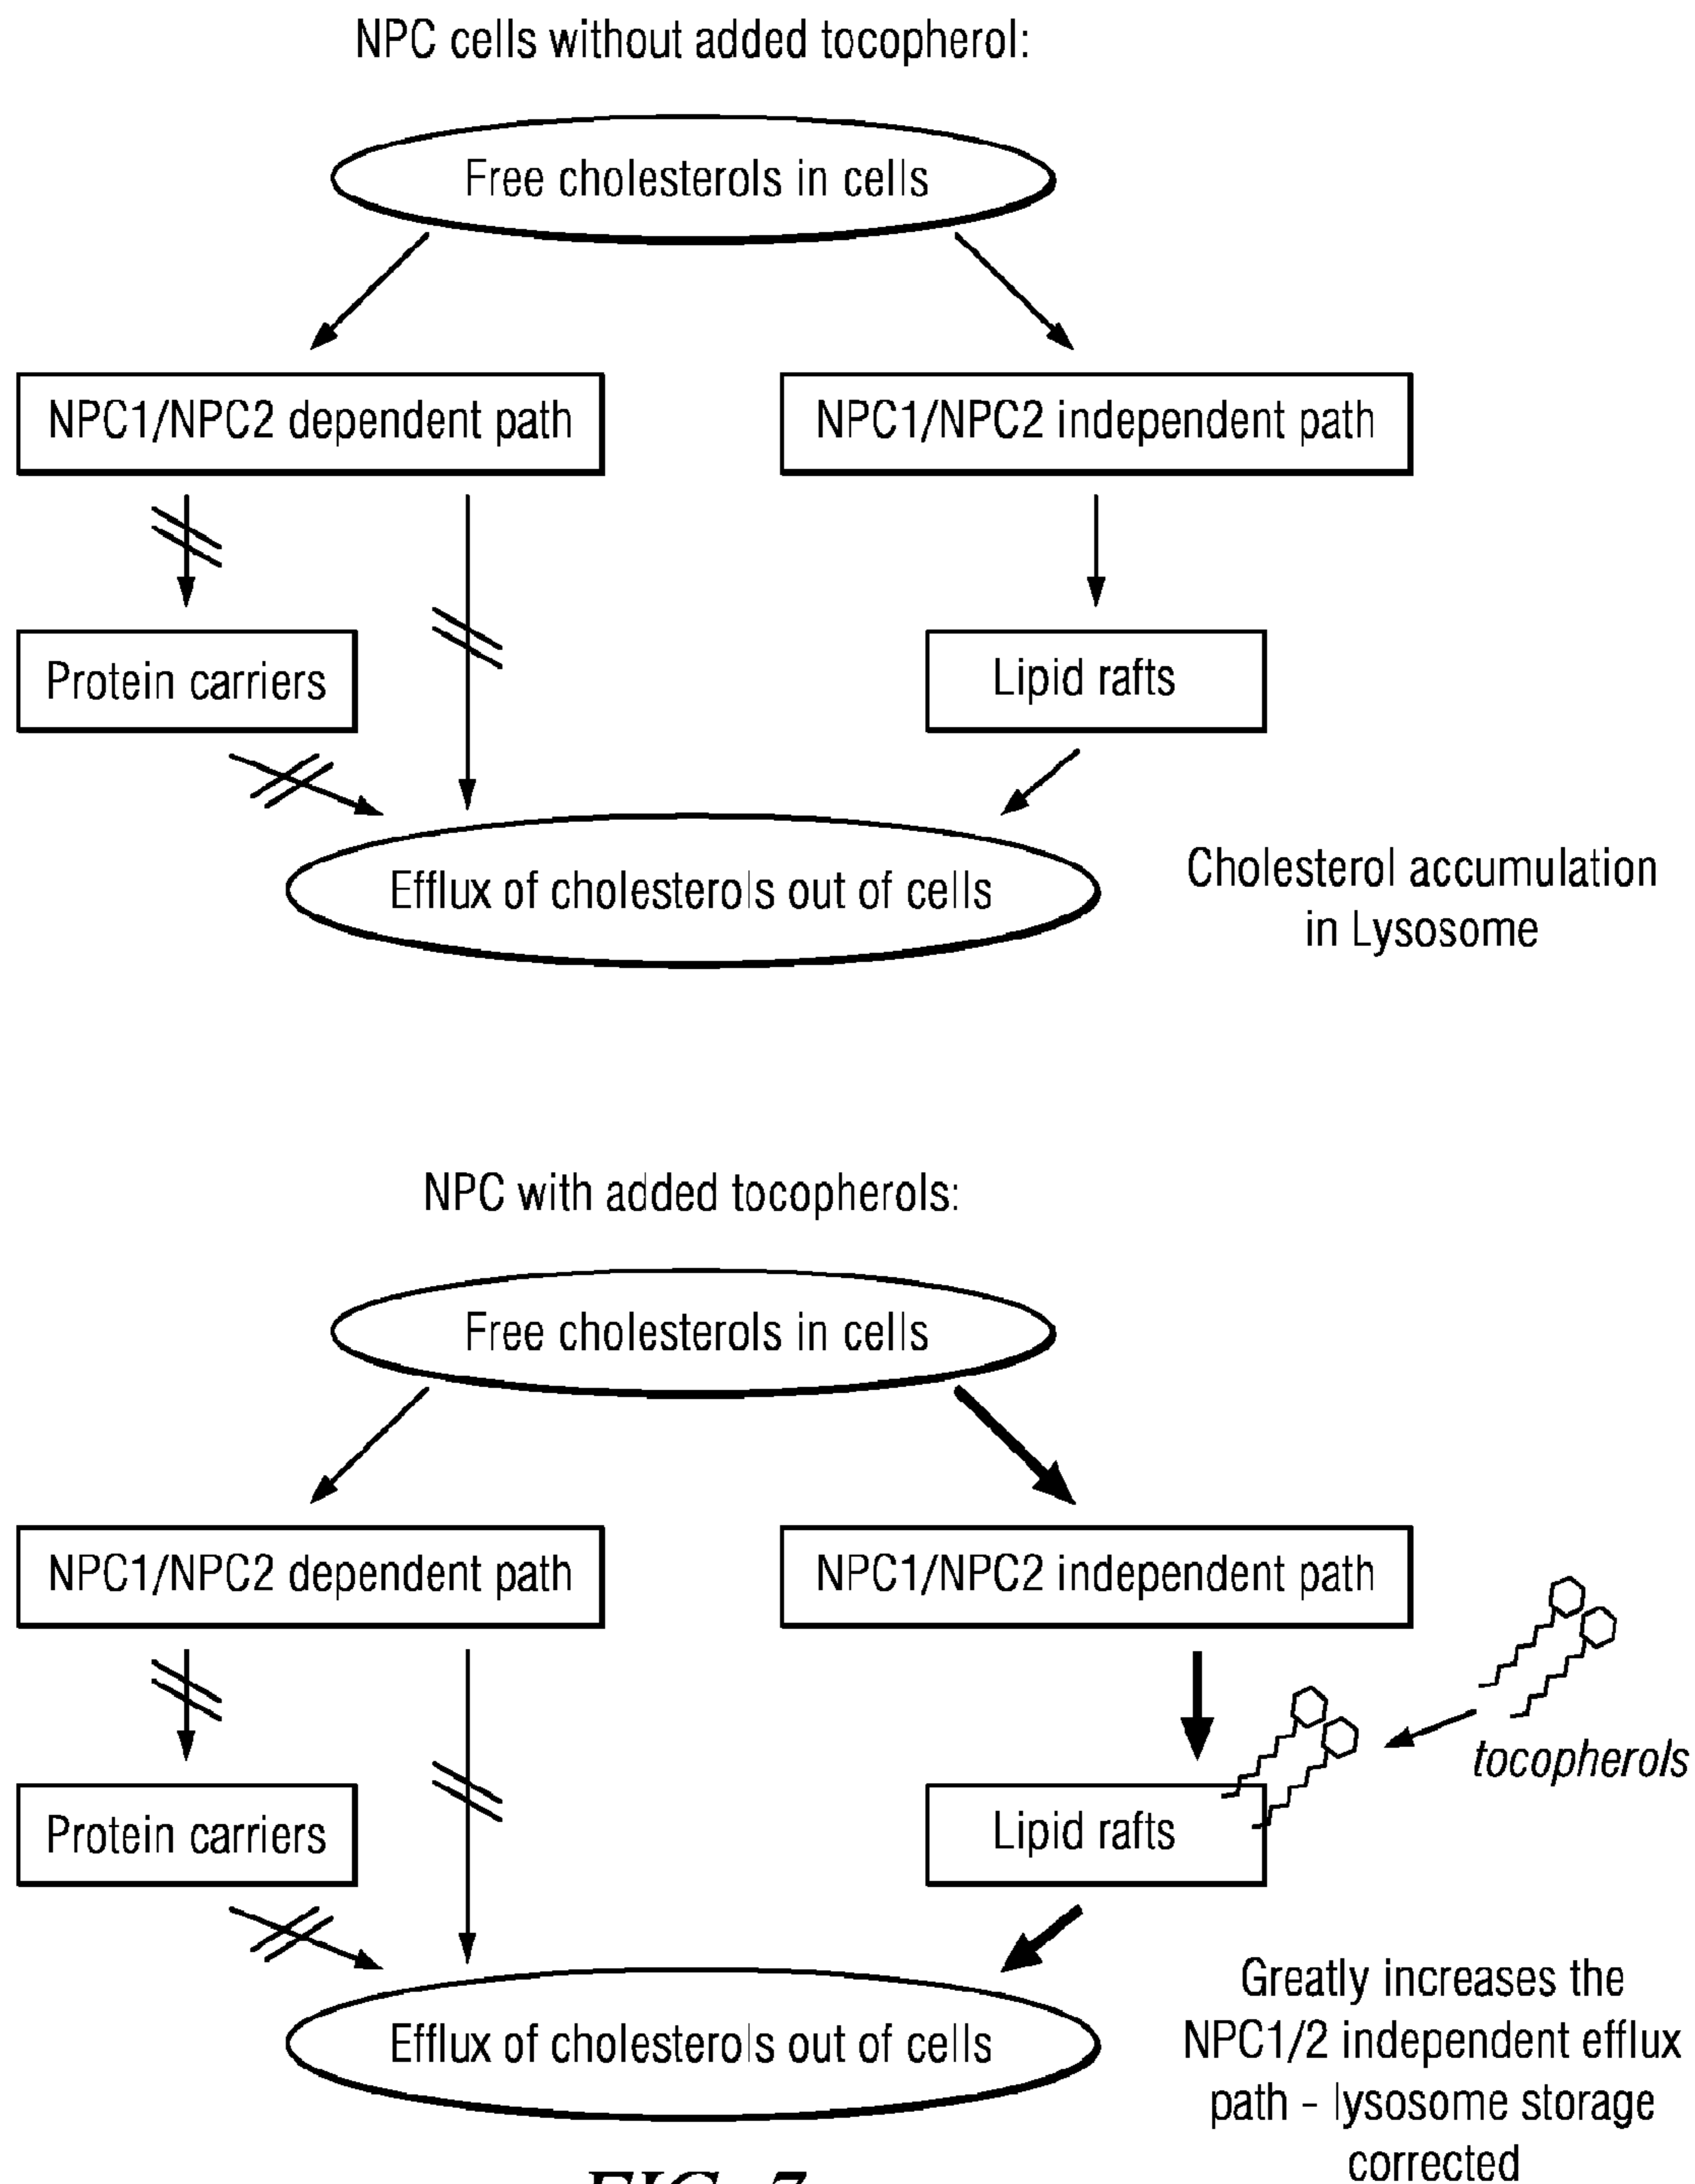 NPC cells without added tocopherol:
Free cholesterols in cells
NPC1/NPC2 dependent path
NPC1/NPC2 independent path
Protein carriers
Lipid rafts
Efflux of cholesterols out of cells
Cholesterol accumulation
in Lysosome
NPC with added tocopherols:
Free cholesterols in cells
NPC1/NPC2 dependent path
NPC1/NPC2 independent path
tocopherols
Protein carriers
Lipid rafts
Efflux of cholesterols out of cells
Greatly increases the
NPC1/2 independent efflux
path - lysosome storage
corrected